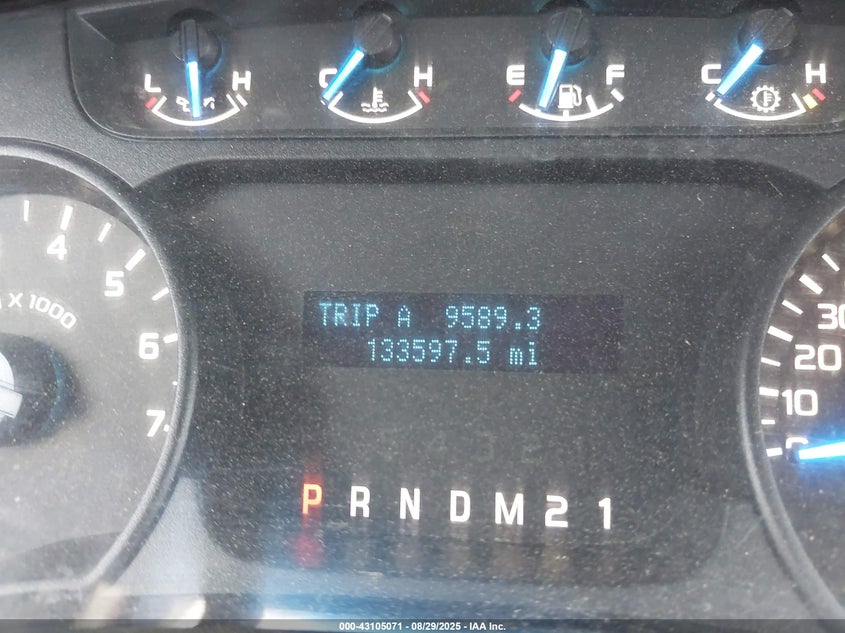 L H C H E F C H
4
5
X 1000
6
7
TRIP A 9589.3
133597.5 mi
30
20
10
0
P R N D M 2 1
000-43105071 - 08/29/2025 - IAA Inc.